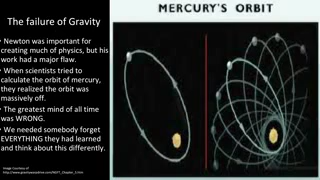 The failure of Gravity
• Newton was important for
creating much of physics, but his
work had a major flaw.
• When scientists tried to
calculate the orbit of mercury,
they realized the orbit was
massively off.
• The greatest mind of all time
was WRONG.
• We needed somebody forget
EVERYTHING they had learned
and think about this differently.
Image Courtesy of
MERCURY'S ORBIT